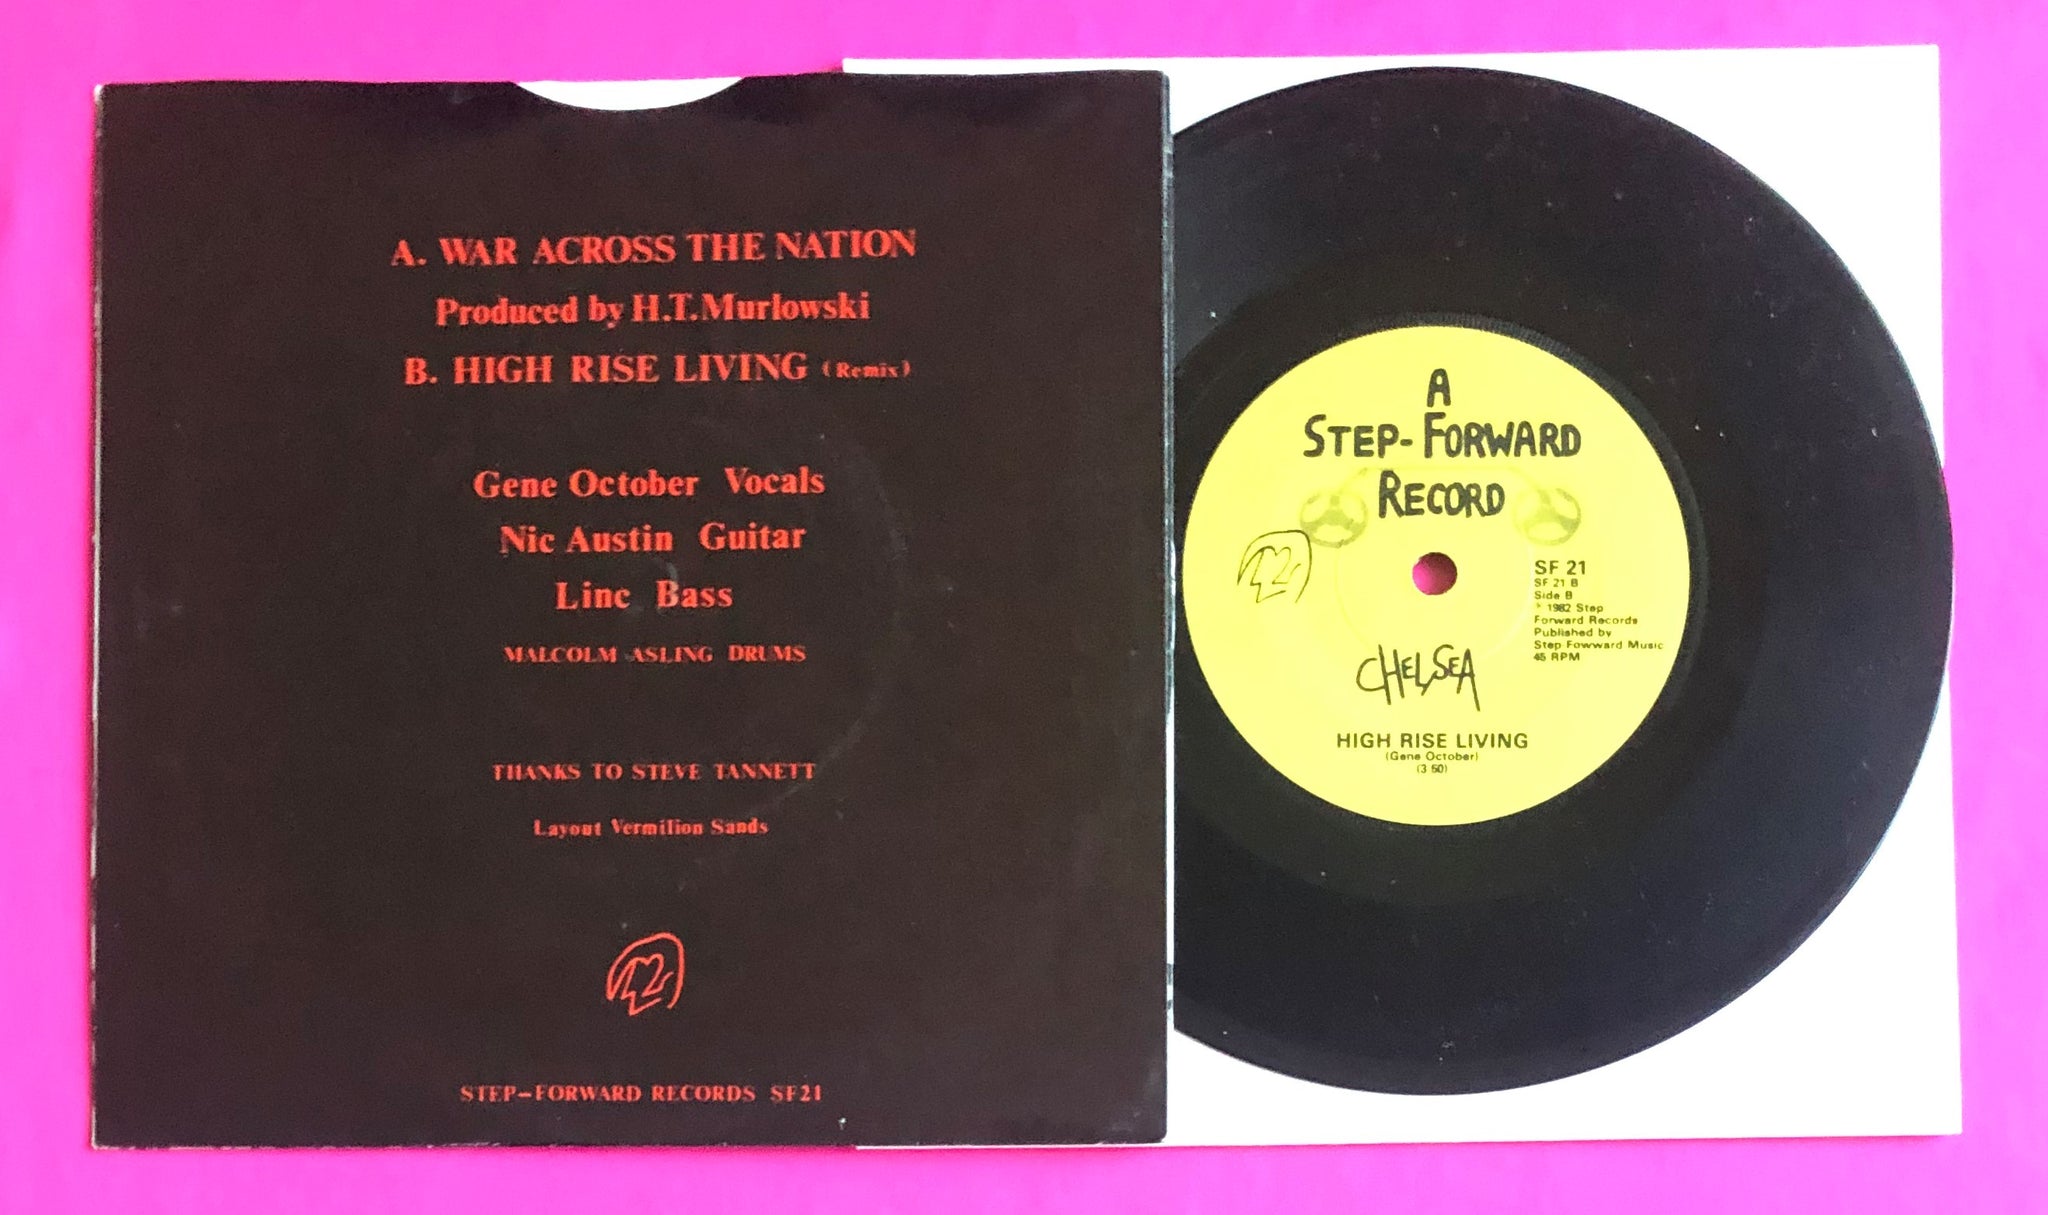 A. WAR ACROSS THE NATION
Produced by H.T.Murlowski
B. HIGH RISE LIVING (Remix)
Gene October Vocals
Nic Austin Guitar
Linc Bass
MALCOLM ASLING DRUMS
THANKS TO STEVE TANNETT
Layout Vermilion Sands
STEP-FORWARD RECORDS SF21
A
STEP-FORWARD
RECORD
SF 21
SF 21 B
Side B
℗ 1982 Step
Forward Records
Published by
Step Fowward Music
45 RPM
CHELSEA
HIGH RISE LIVING
(Gene October)
(3 50)